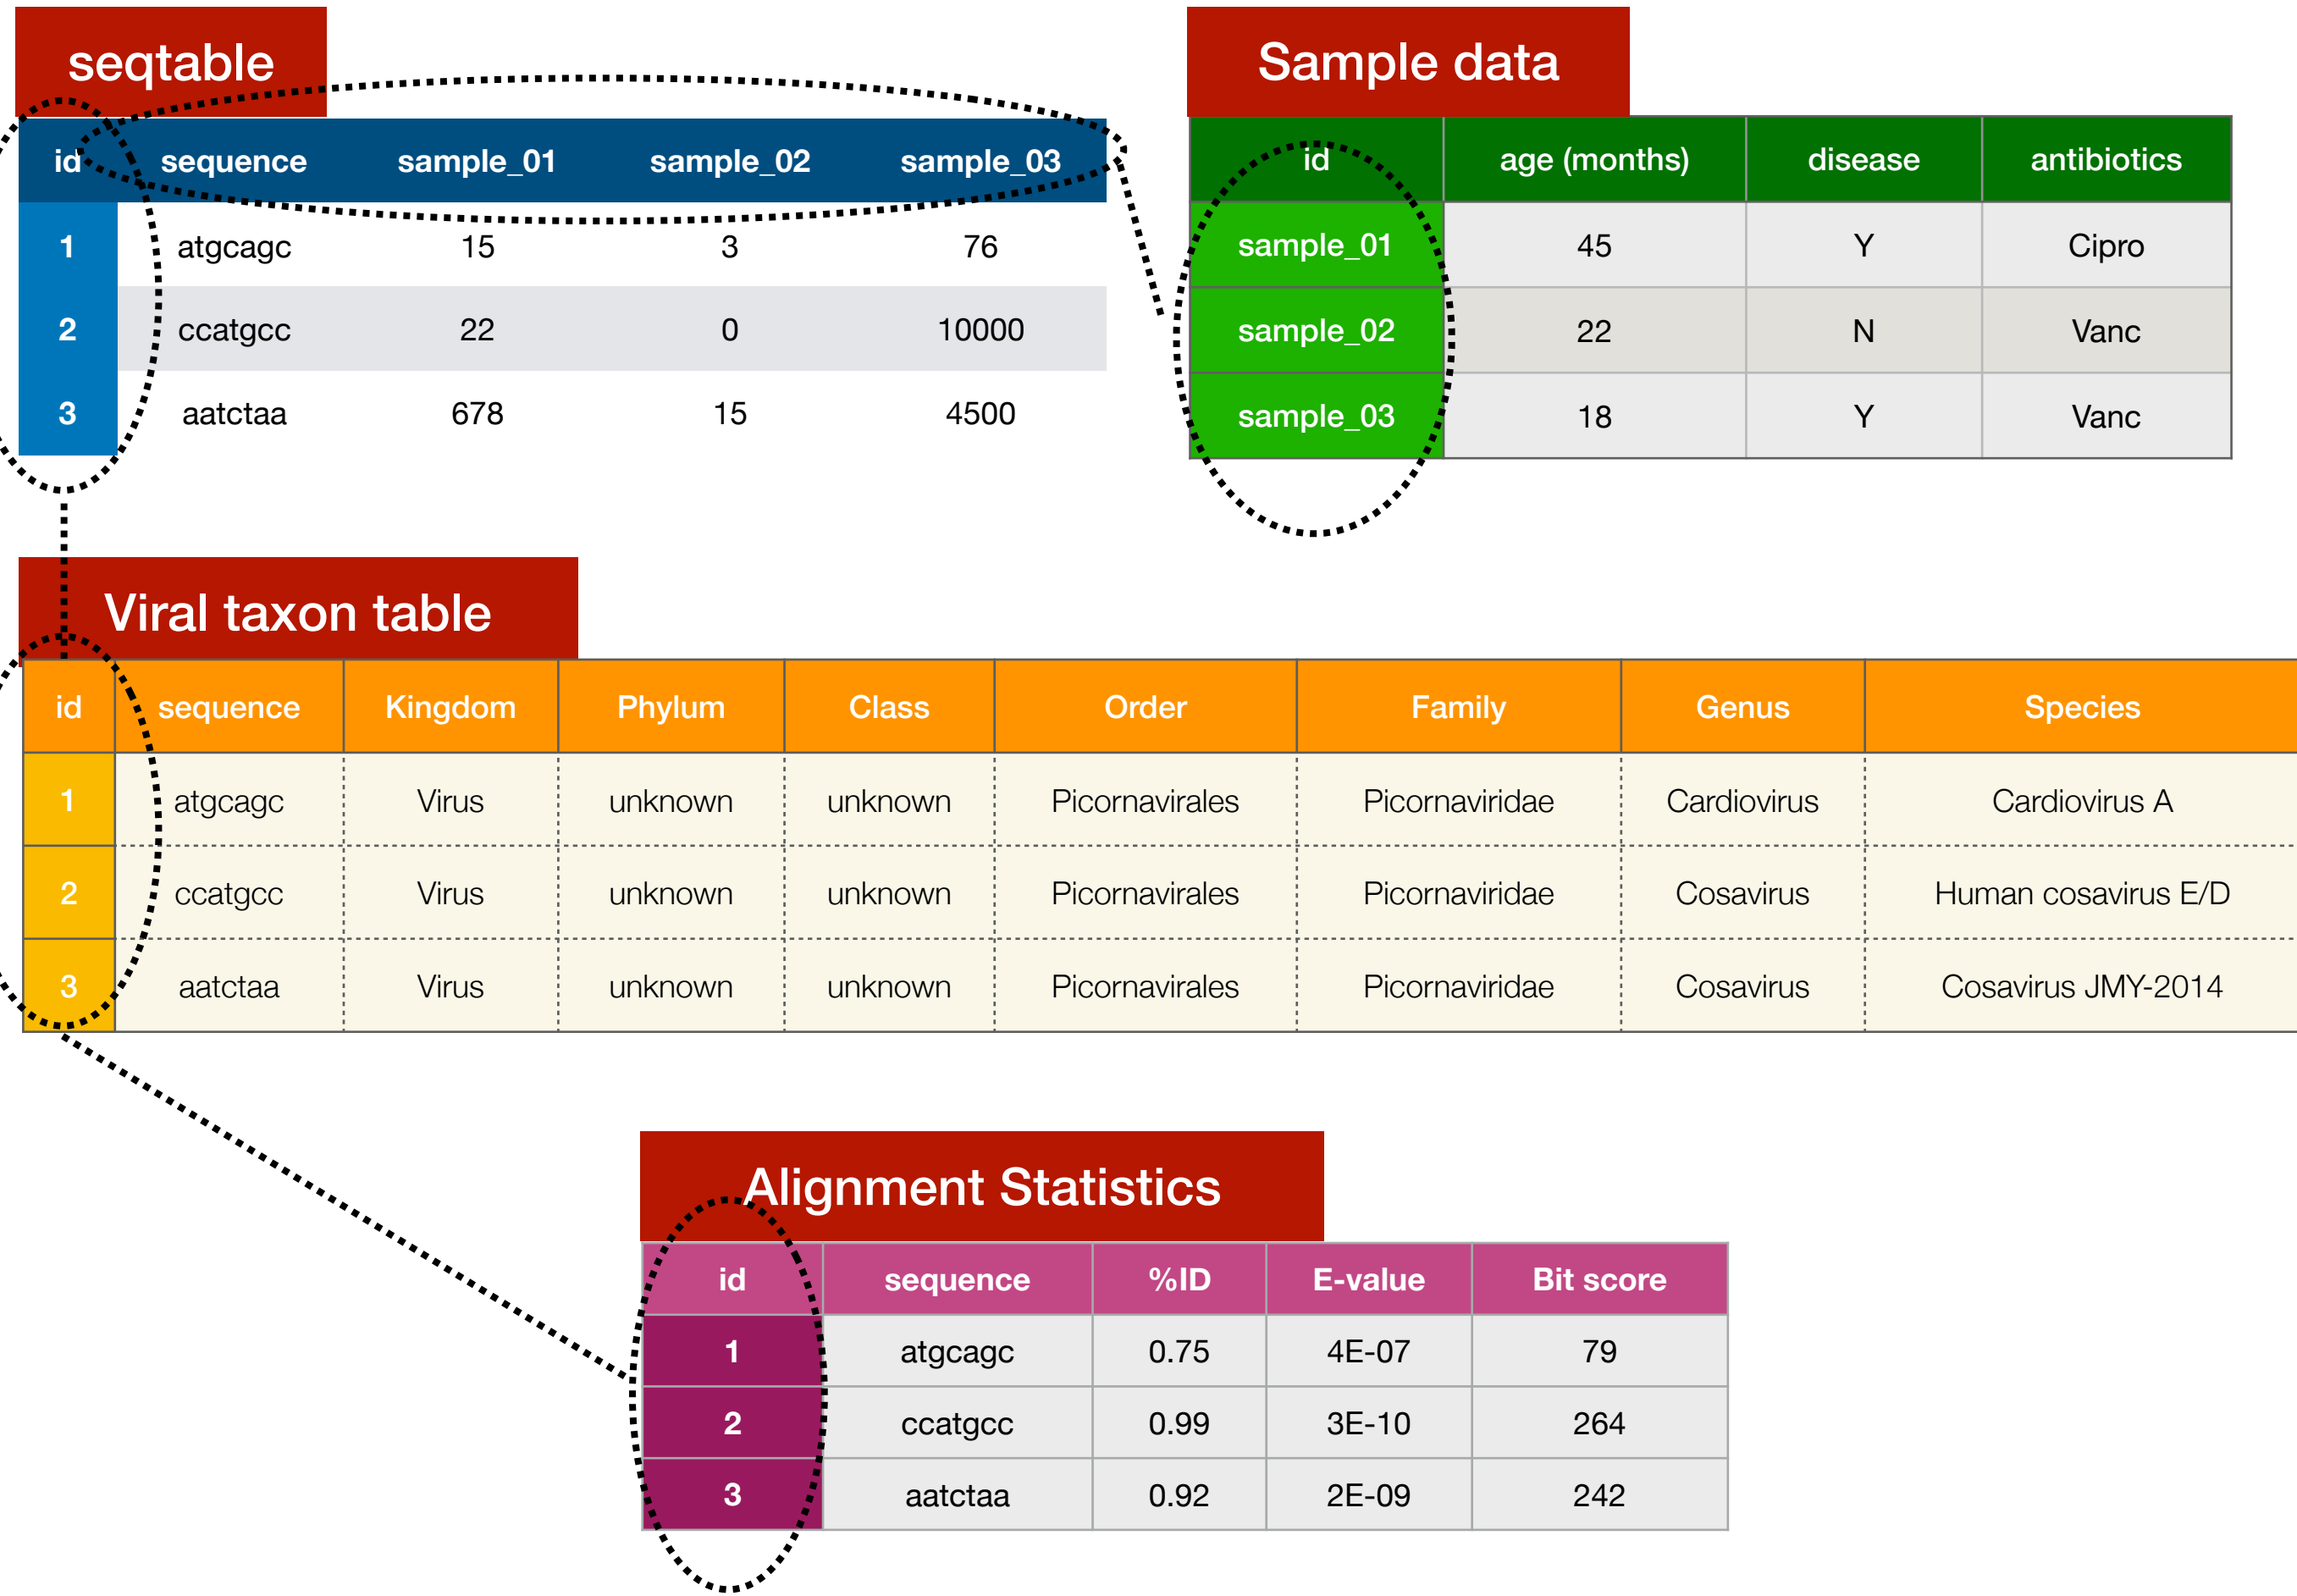 seqtable
id sequence sample_01 sample_02 sample_03
1 atgcagc 15 3 76
2 ccatgcc 22 0 10000
3 aatctaa 678 15 4500
Sample data
id age (months) disease antibiotics
sample_01 45 Y Cipro
sample_02 22 N Vanc
sample_03 18 Y Vanc
Viral taxon table
id sequence Kingdom Phylum Class Order Family Genus Species
1 atgcagc Virus unknown unknown Picornavirales Picornaviridae Cardiovirus Cardiovirus A
2 ccatgcc Virus unknown unknown Picornavirales Picornaviridae Cosavirus Human cosavirus E/D
3 aatctaa Virus unknown unknown Picornavirales Picornaviridae Cosavirus Cosavirus JMY-2014
Alignment Statistics
id sequence %ID E-value Bit score
1 atgcagc 0.75 4E-07 79
2 ccatgcc 0.99 3E-10 264
3 aatctaa 0.92 2E-09 242